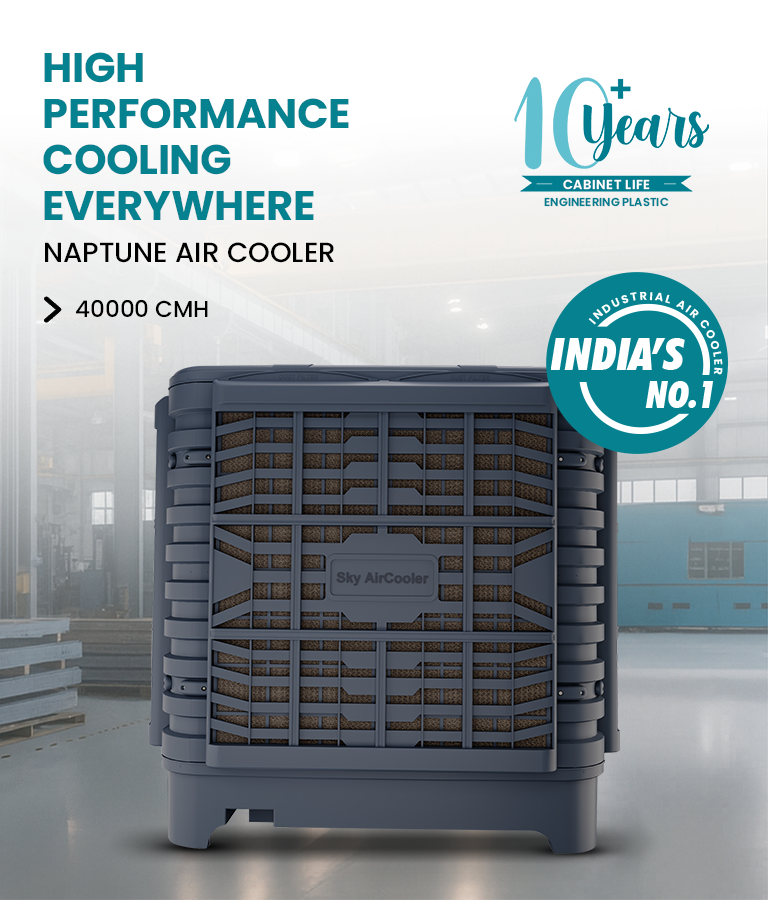 HIGH
PERFORMANCE
COOLING
EVERYWHERE
NAPTUNE AIR COOLER
40000 CMH
10+ Years
CABINET LIFE
ENGINEERING PLASTIC
INDUSTRIAL AIR COOLER
INDIA'S
NO.1
Sky AirCooler